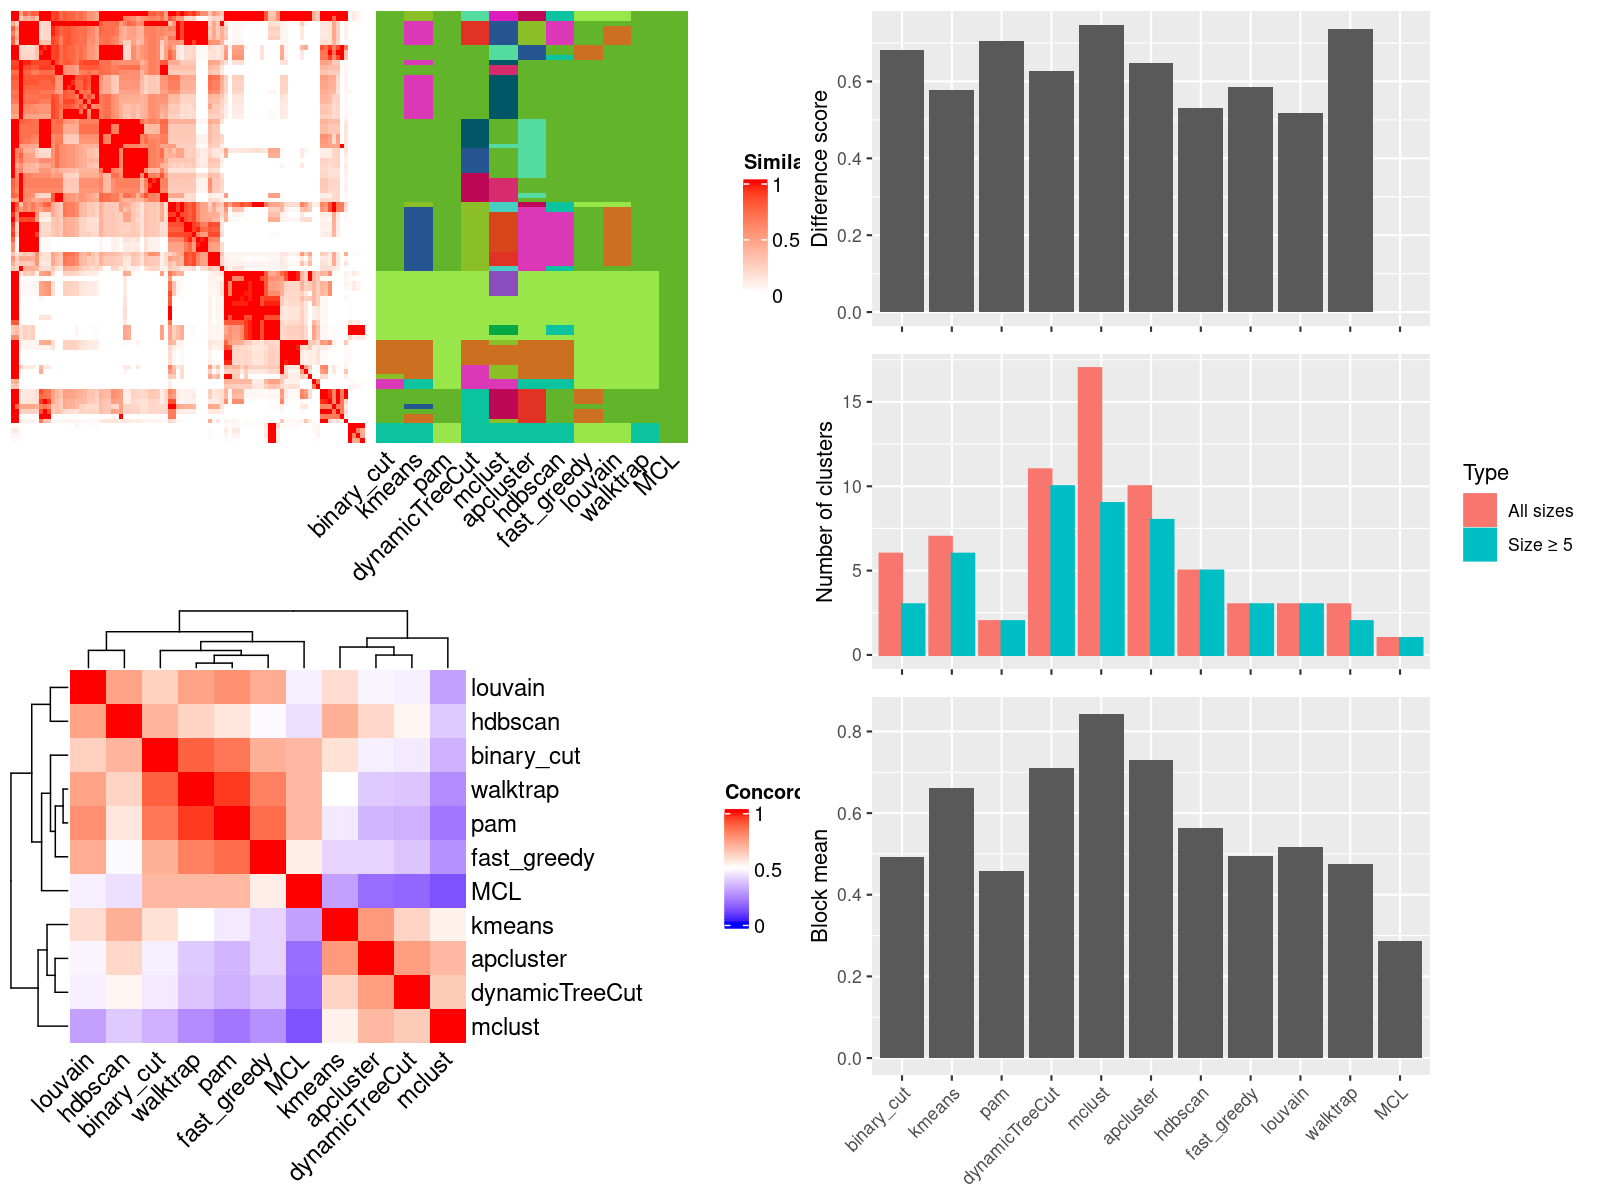 Simila
1
0.5
0
binary_cut
kmeans
pam
dynamicTreeCut
mclust
apcluster
hdbscan
fast_greedy
louvain
walktrap
MCL
louvain
hdbscan
binary_cut
walktrap
pam
fast_greedy
MCL
kmeans
apcluster
dynamicTreeCut
mclust
louvain
hdbscan
binary_cut
walktrap
pam
fast_greedy
MCL
kmeans
apcluster
dynamicTreeCut
mclust
Concord
1
0.5
0
Difference score
0.6
0.4
0.2
0.0
Number of clusters
15
10
5
0
Type
All sizes
Size ≥ 5
Block mean
0.8
0.6
0.4
0.2
0.0
binary_cut
kmeans
pam
dynamicTreeCut
mclust
apcluster
hdbscan
fast_greedy
louvain
walktrap
MCL